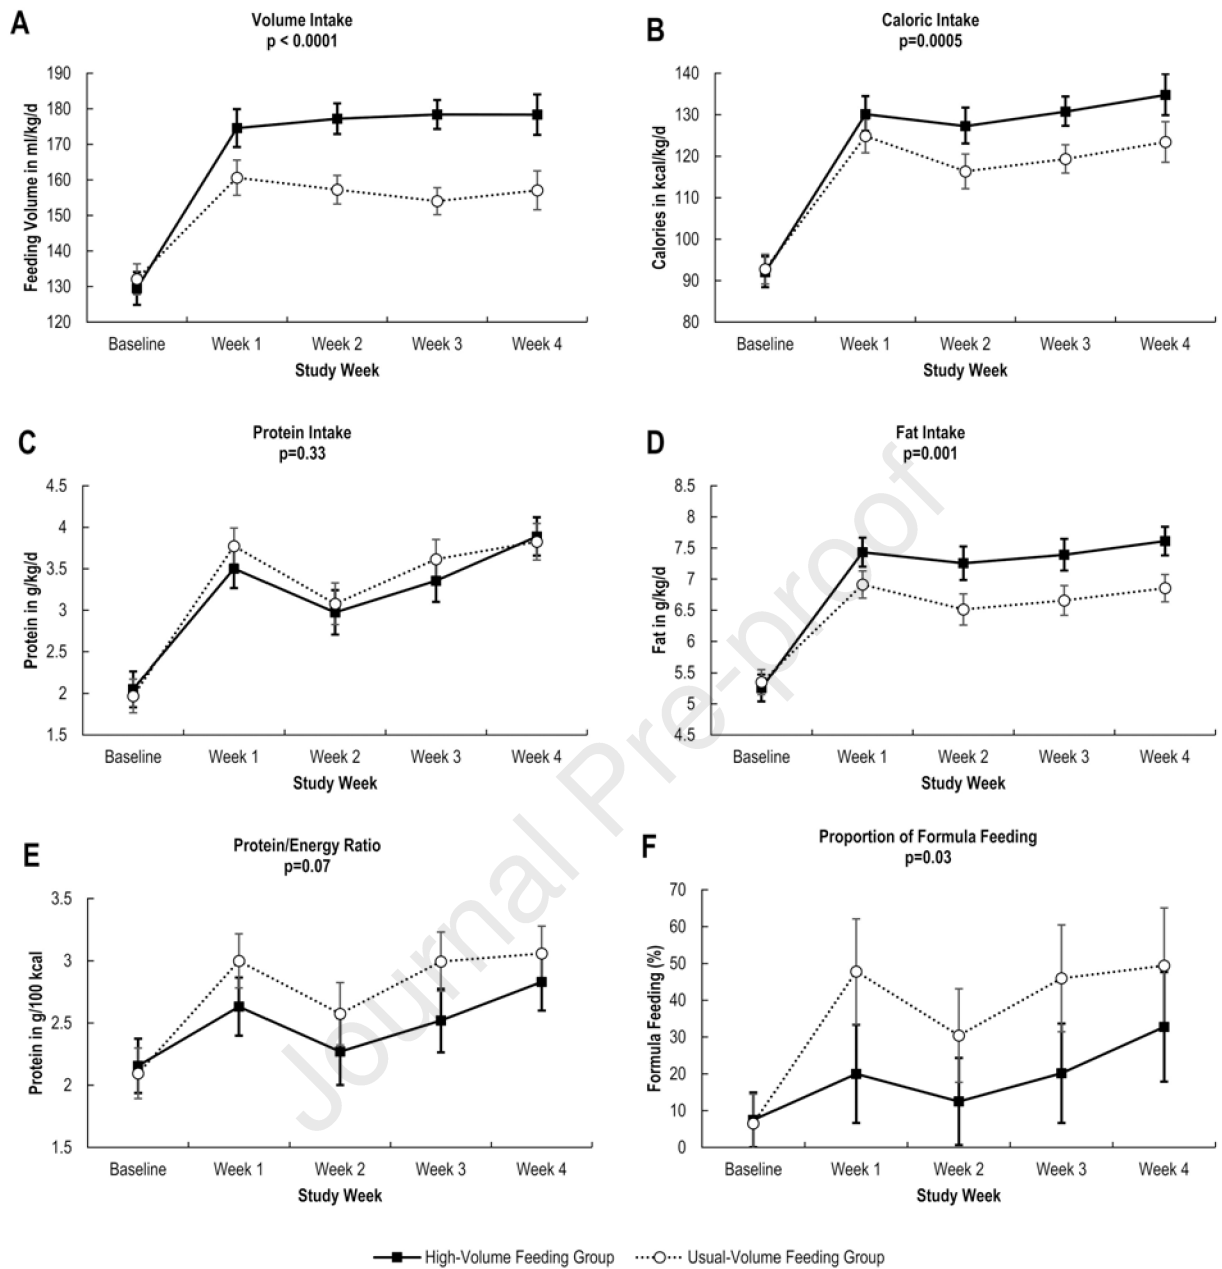 A
Volume Intake
p < 0.0001
Feeding Volume in ml/kg/d
190
180
170
160
150
140
130
120
Baseline Week 1 Week 2 Week 3 Week 4
Study Week
B
Caloric Intake
p=0.0005
Calories in kcal/kg/d
140
130
120
110
100
90
80
Baseline Week 1 Week 2 Week 3 Week 4
Study Week
C
Protein Intake
p=0.33
Protein in g/kg/d
4.5
4
3.5
3
2.5
2
1.5
Baseline Week 1 Week 2 Week 3 Week 4
Study Week
D
Fat Intake
p=0.001
Fat in g/kg/d
8.5
8
7.5
7
6.5
6
5.5
5
4.5
Baseline Week 1 Week 2 Week 3 Week 4
Study Week
E
Protein/Energy Ratio
p=0.07
Protein in g/100 kcal
3.5
3
2.5
2
1.5
Baseline Week 1 Week 2 Week 3 Week 4
Study Week
F
Proportion of Formula Feeding
p=0.03
Formula Feeding (%)
70
60
50
40
30
20
10
0
Baseline Week 1 Week 2 Week 3 Week 4
Study Week
High-Volume Feeding Group Usual-Volume Feeding Group
Journal Pre-proof